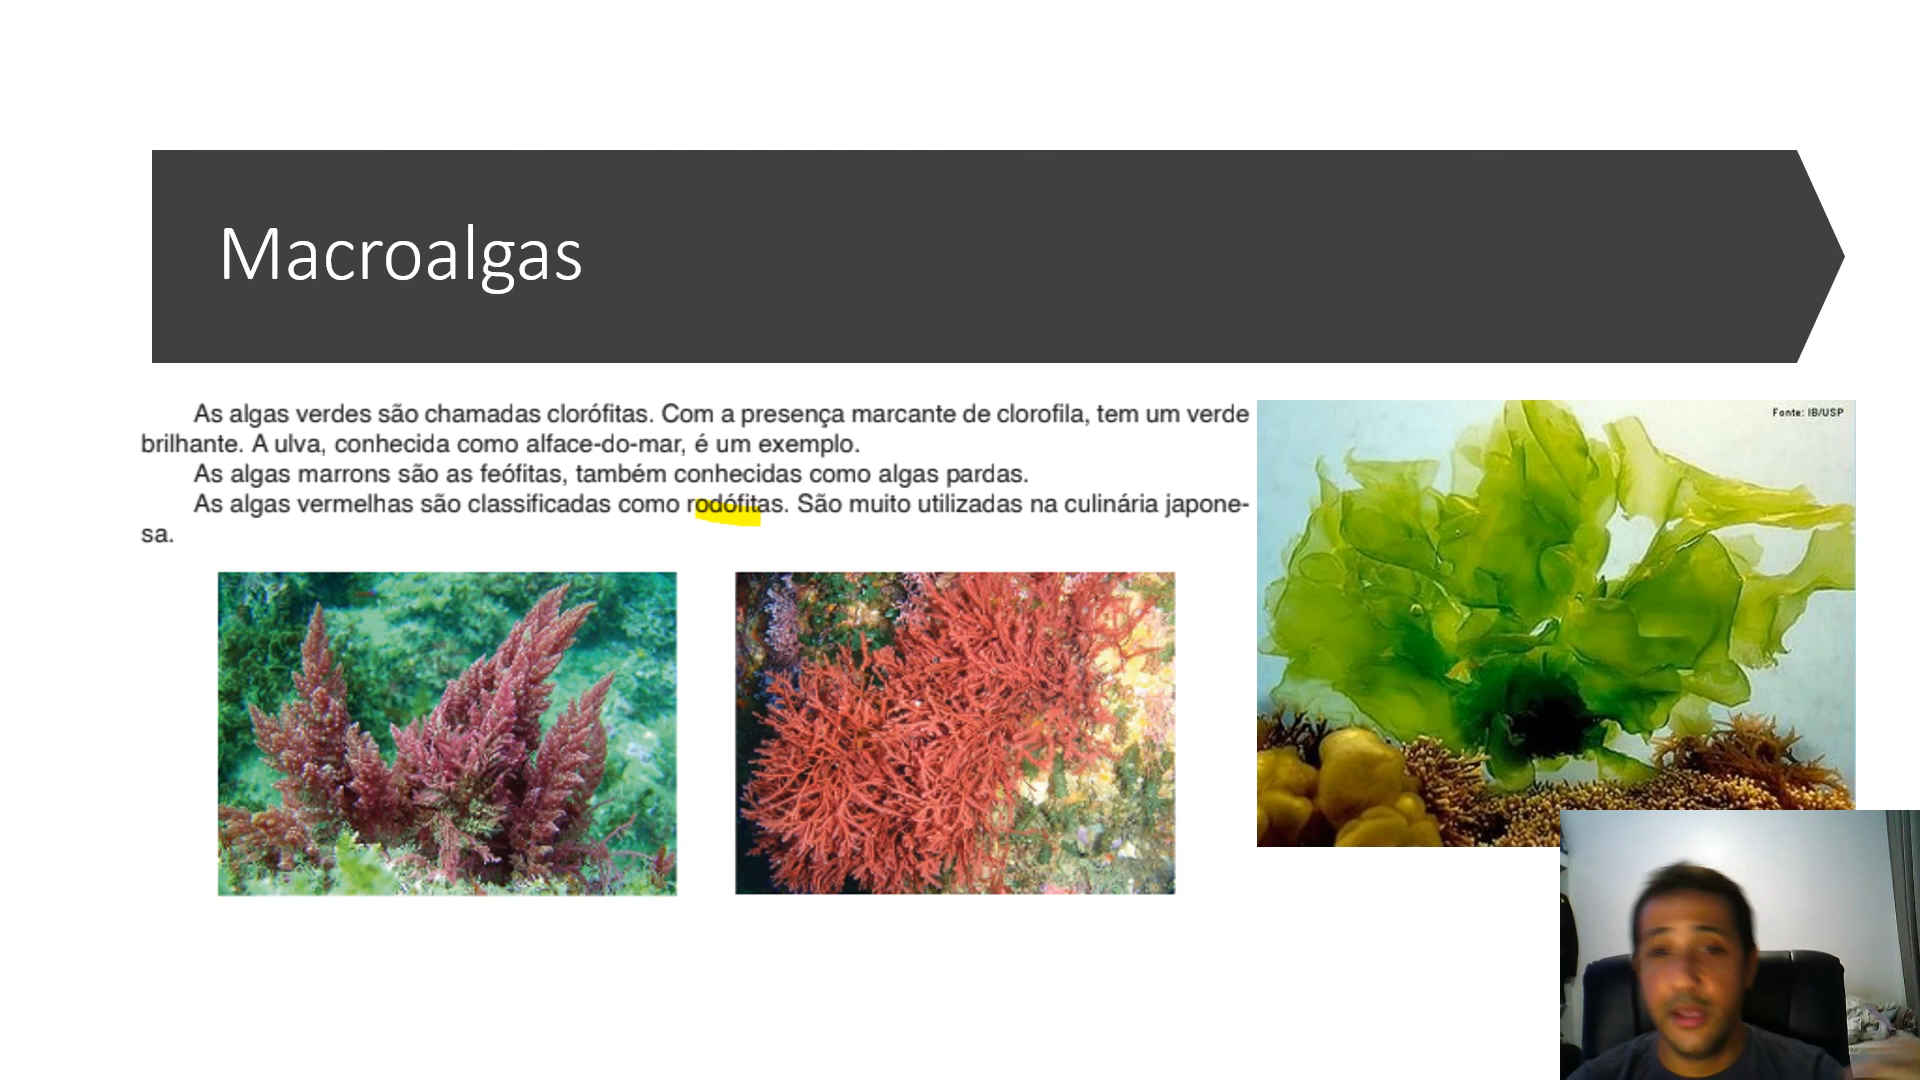 Macroalgas
As algas verdes são chamadas clorófitas. Com a presença marcante de clorofila, tem um verde
brilhante. A ulva, conhecida como alface-do-mar, é um exemplo.
As algas marrons são as feófitas, também conhecidas como algas pardas.
As algas vermelhas são classificadas como rodófitas. São muito utilizadas na culinária japone-
sa.
Fonte: IB/USP